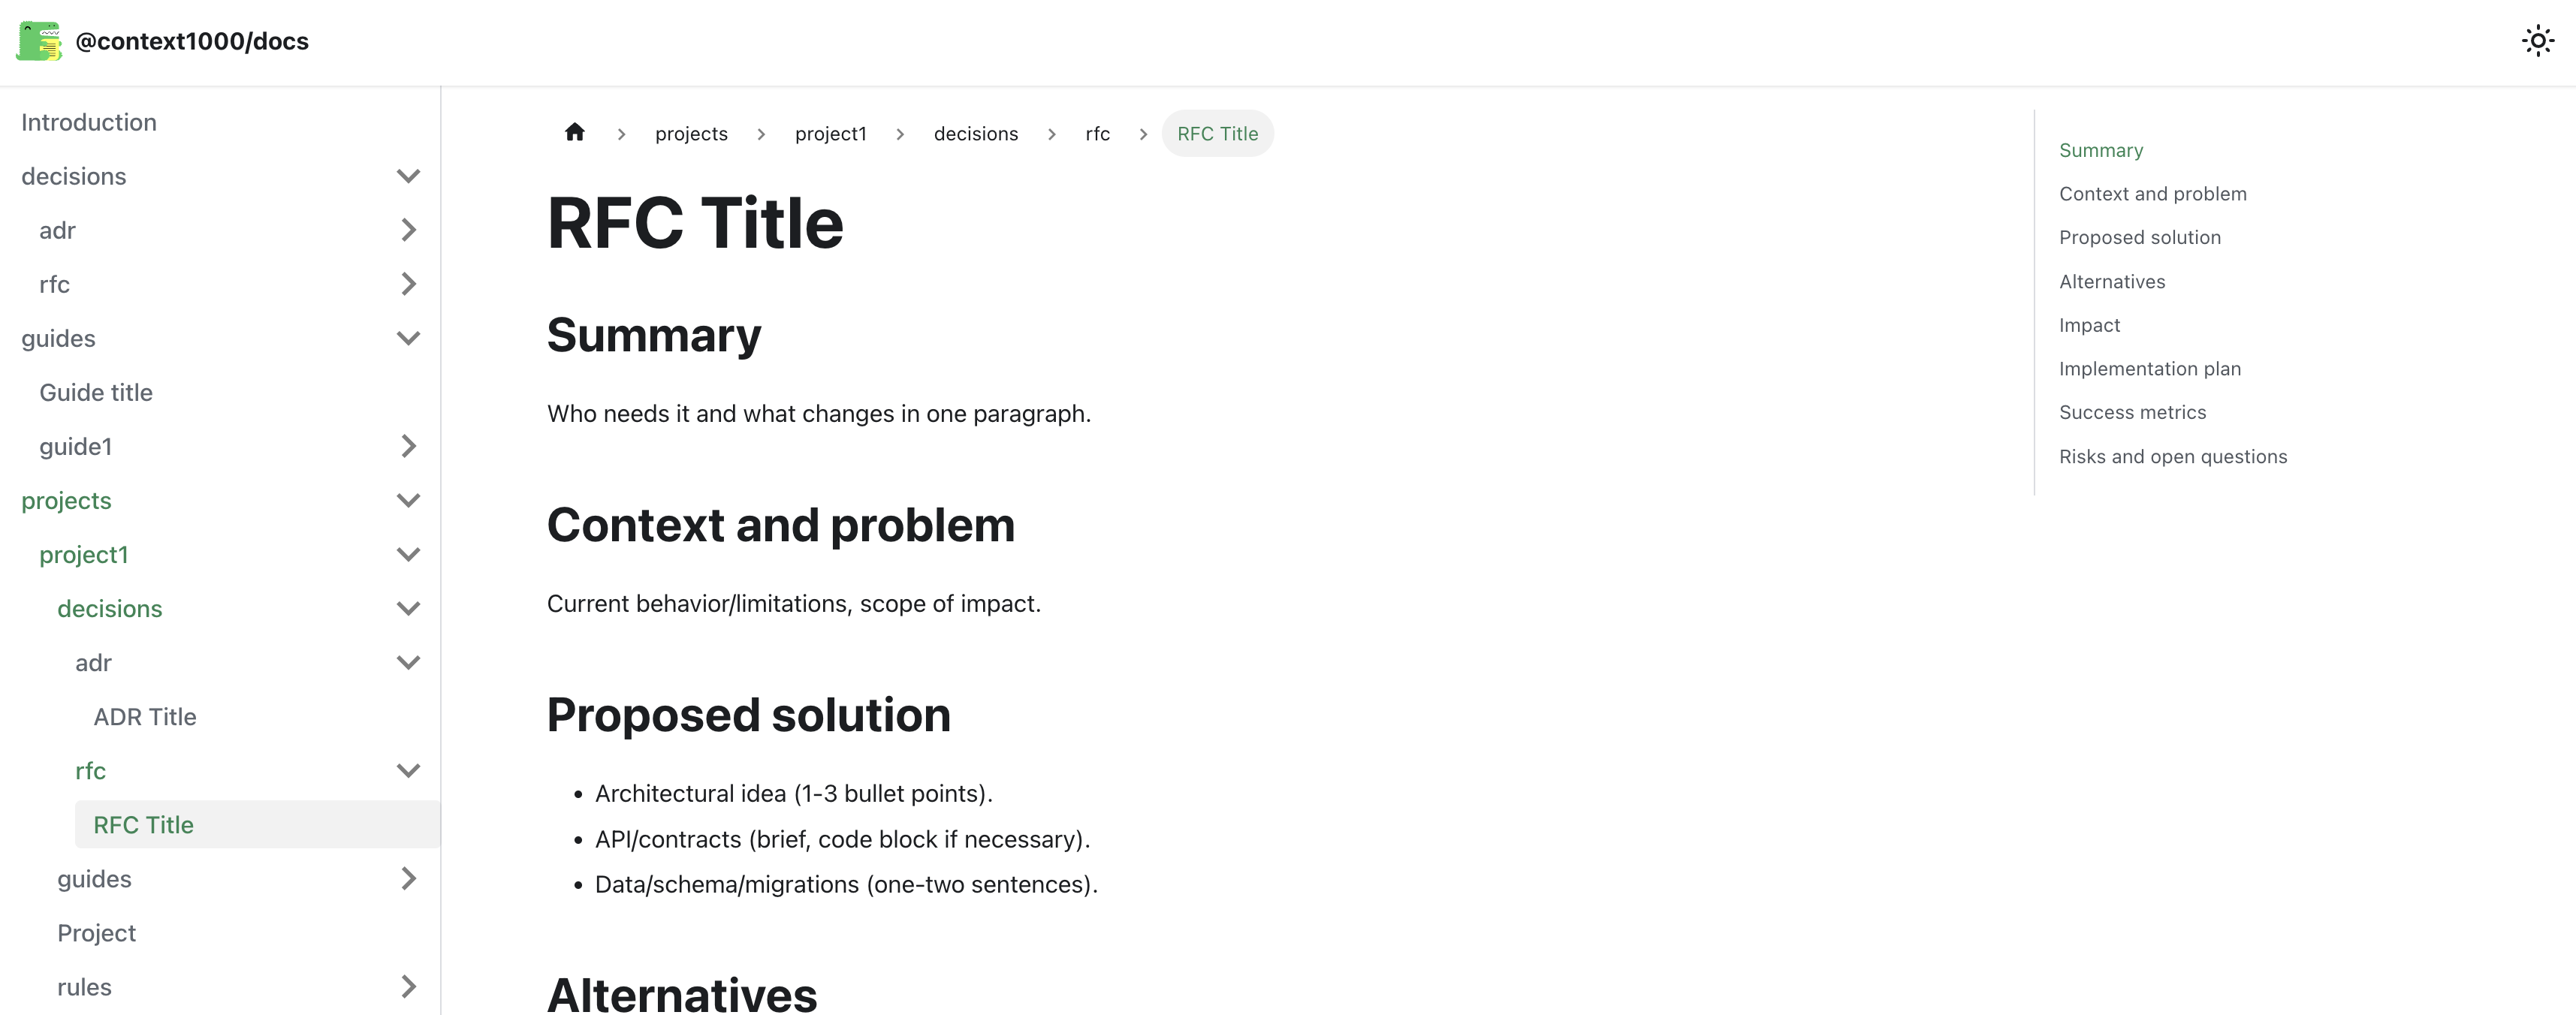 @context1000/docs
Introduction
decisions
adr
rfc
guides
Guide title
guide1
projects
project1
decisions
adr
ADR Title
rfc
RFC Title
guides
Project
rules
projects
project1
decisions
rfc
RFC Title
RFC Title
Summary
Who needs it and what changes in one paragraph.
Context and problem
Current behavior/limitations, scope of impact.
Proposed solution
• Architectural idea (1-3 bullet points).
• API/contracts (brief, code block if necessary).
• Data/schema/migrations (one-two sentences).
Alternatives
Summary
Context and problem
Proposed solution
Alternatives
Impact
Implementation plan
Success metrics
Risks and open questions